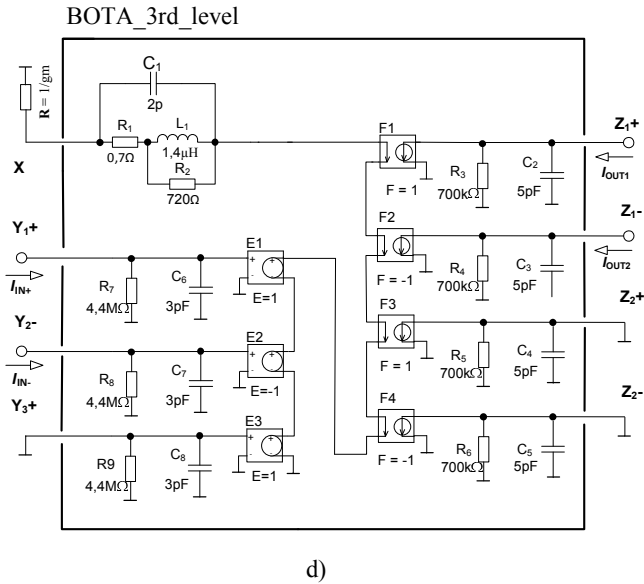 BOTA_3rd_level
C1
2p
R = 1/gm
R1
0,7Ω
L1
1,4μH
R2
720Ω
X
F1
F = 1
R3
700kΩ
C2
5pF
Z1+
IOUT1
Y1+
IIN+
R7
4,4MΩ
C6
3pF
E1
E=1
F2
F = -1
R4
700kΩ
C3
5pF
Z1-
IOUT2
Y2-
IIN-
R8
4,4MΩ
C7
3pF
E2
E=-1
F3
F = 1
R5
700kΩ
C4
5pF
Z2+
Y3+
R9
4,4MΩ
C8
3pF
E3
E=1
F4
F = -1
R6
700kΩ
C5
5pF
Z2-
+
-
+
-
+
-
d)